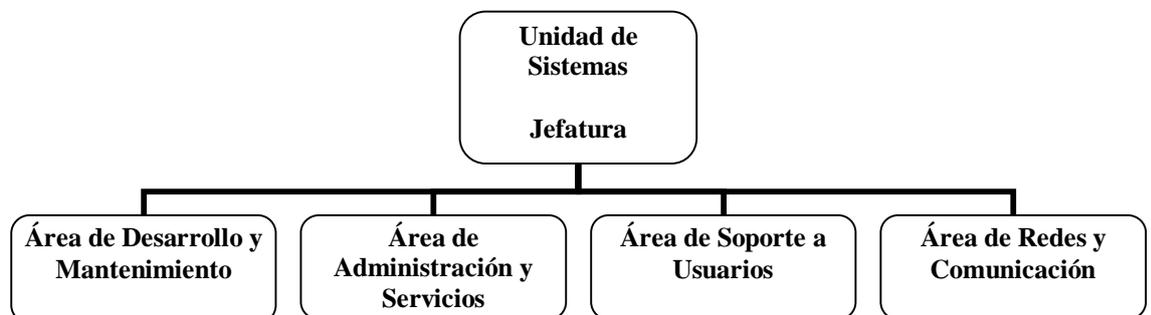 Unidad de
Sistemas
Jefatura
Área de Desarrollo y
Mantenimiento
Área de
Administración y
Servicios
Área de Soporte a
Usuarios
Área de Redes y
Comunicación